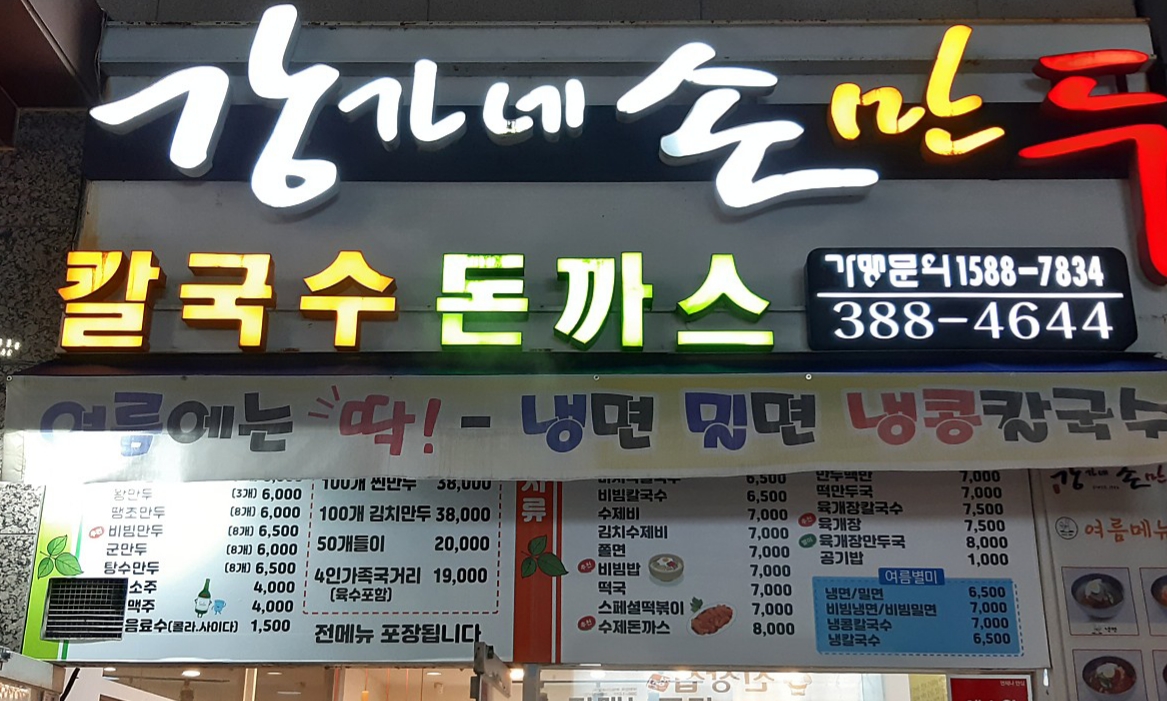 강가네손만두
칼국수 돈까스
가맹문의 1588-7834
388-4644
여름에는 딱! - 냉면 밀면 냉콩칼국수
왕만두 (3개) 6,000
땡초만두 (8개) 6,000
비빔만두 (8개) 6,500
군만두 (8개) 6,000
탕수만두 (8개) 6,500
소주 4,000
맥주 4,000
음료수(콜라.사이다) 1,500
100개 찐만두 38,000
100개 김치만두 38,000
50개들이 20,000
4인가족국거리 19,000
(육수포함)
전메뉴 포장됩니다
류
6,500
비빔칼국수 6,500
수제비 7,000
김치수제비 7,000
쫄면 7,000
추천 비빔밥 7,000
떡국 7,000
스페셜떡볶이 7,000
추천 수제돈까스 8,000
7,000
떡만두국 7,000
육개장칼국수 7,500
육개장 7,500
육개장만두국 8,000
공기밥 1,000
여름별미
냉면/밀면 6,500
비빔냉면/비빔밀면 7,000
냉콩칼국수 7,000
냉칼국수 6,500
강가네손만
여름메뉴
냉면